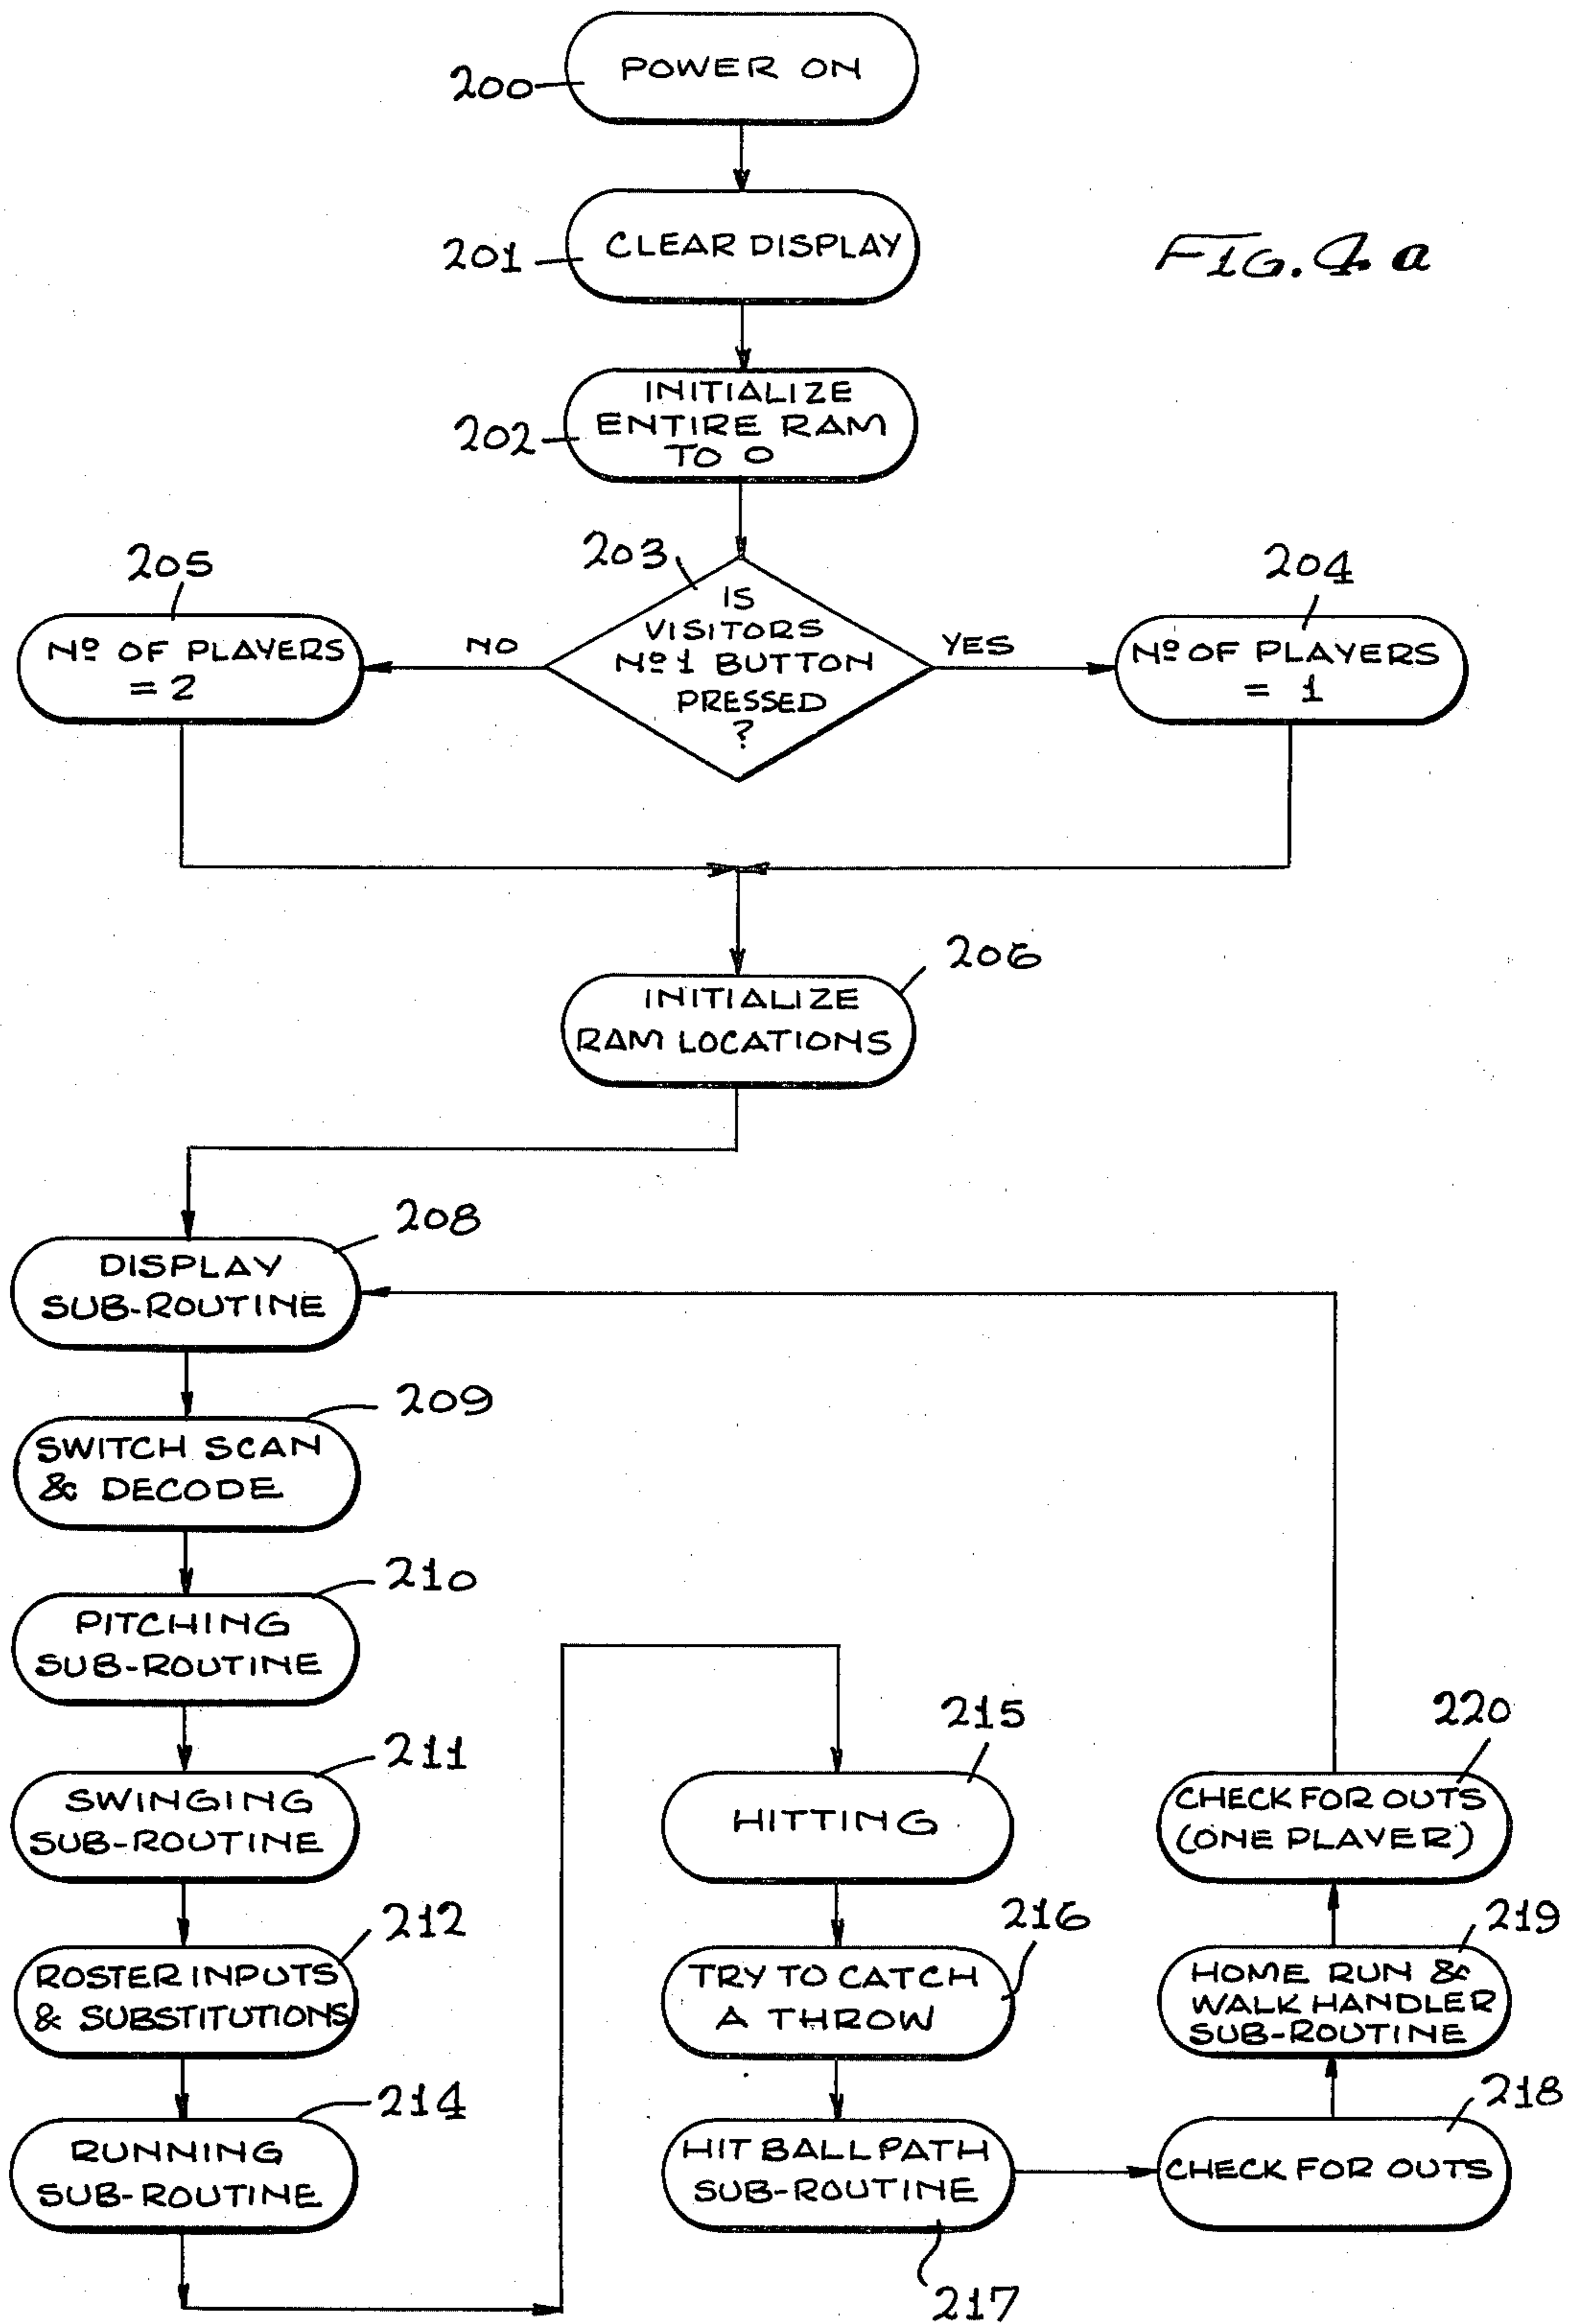 POWER ON
200
CLEAR DISPLAY
201
FIG. 4a
INITIALIZE
ENTIRE RAM
TO 0
202
203
IS
VISITORS
Nº 1 BUTTON
PRESSED
?
NO
YES
205
Nº OF PLAYERS
= 2
204
Nº OF PLAYERS
= 1
206
INITIALIZE
RAM LOCATIONS
208
DISPLAY
SUB-ROUTINE
209
SWITCH SCAN
& DECODE
210
PITCHING
SUB-ROUTINE
211
SWINGING
SUB-ROUTINE
212
ROSTER INPUTS
& SUBSTITUTIONS
214
RUNNING
SUB-ROUTINE
215
HITTING
216
TRY TO CATCH
A THROW
HIT BALL PATH
SUB-ROUTINE
217
218
CHECK FOR OUTS
219
HOME RUN &
WALK HANDLER
SUB-ROUTINE
220
CHECK FOR OUTS
(ONE PLAYER)